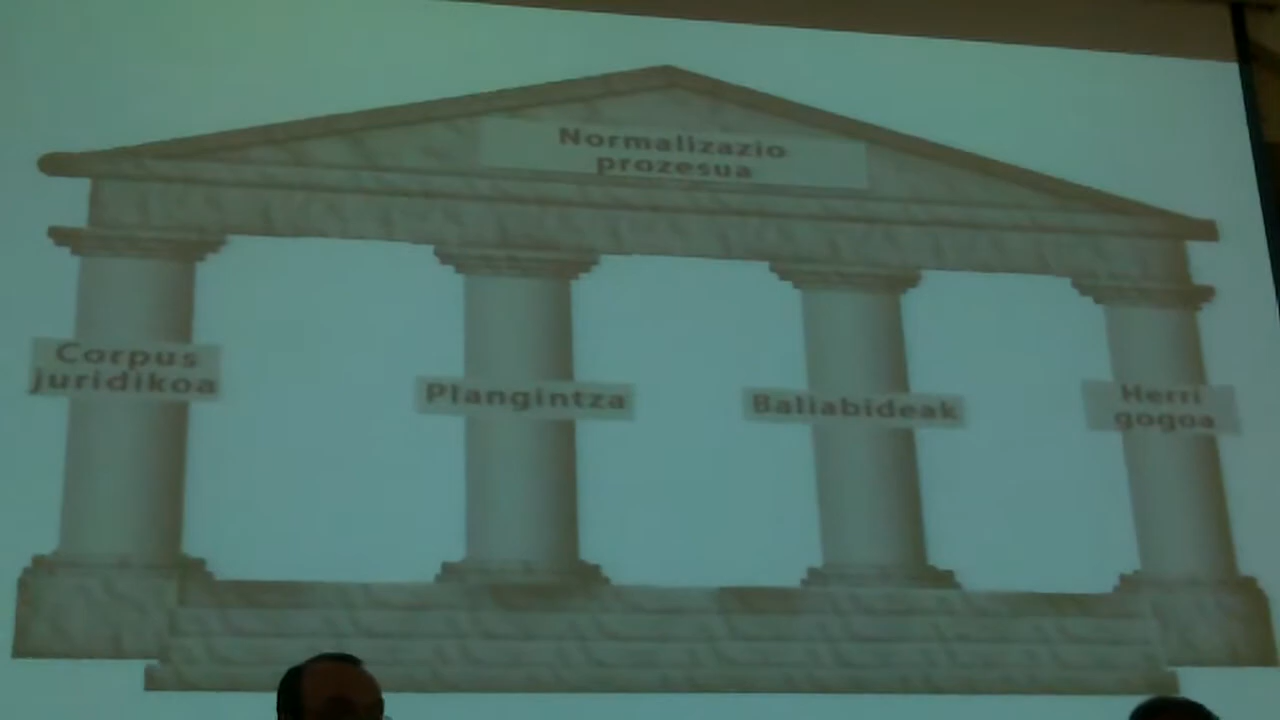 Normalizazio
prozesua
Corpus
juridikoa
Plangintza
Baliabideak
Herri
gogoa